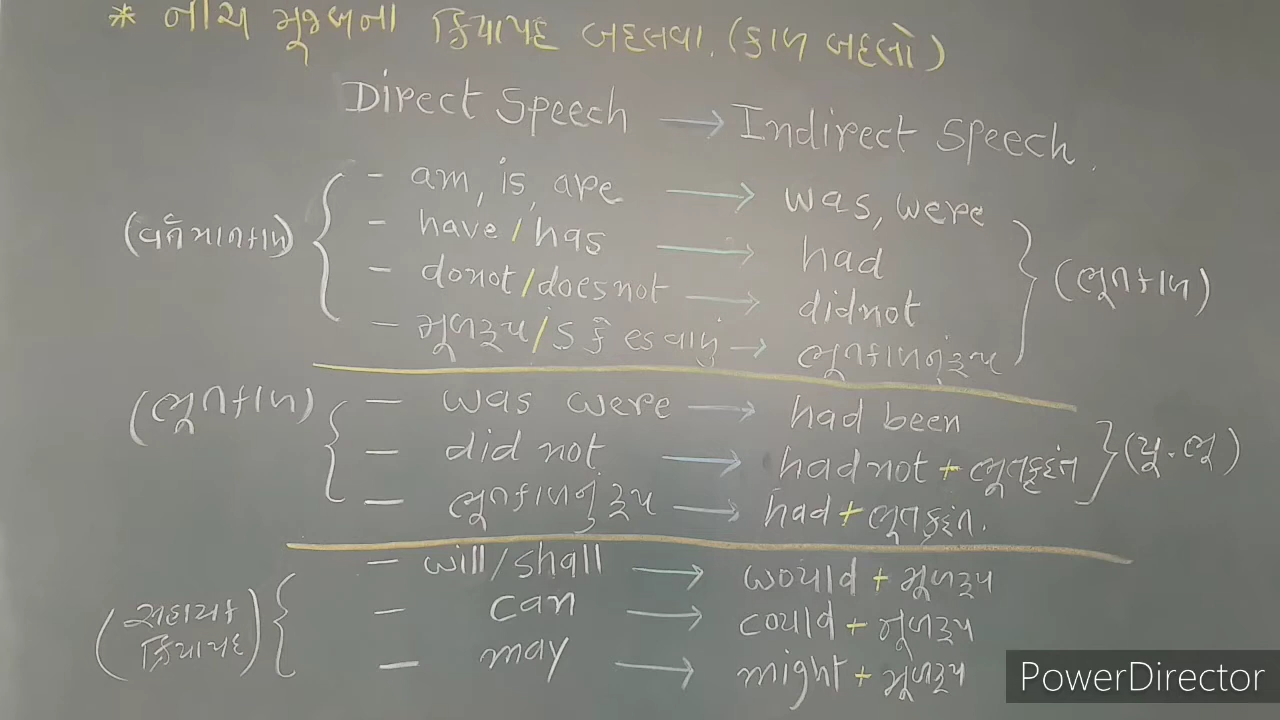 * નીચે મૂજબના ક્રિયાપદ બદલવા. (કાળ બદલો)
Direct Speech → Indirect Speech.
(વર્તમાનકાળ) { - am, is, are → was, were
- have/has → had
- donot/doesnot → didnot } (ભૂતકાળ)
- મૂળરૂપ/s કે es વાળું → ભૂતકાળનું રૂપ
(ભૂતકાળ) { - was were → had been
- did not → hadnot + ભૂતકૃદંત } (પૂ. ભૂ)
- ભૂતકાળનું રૂપ → had + ભૂતકૃદંત.
- will/shall → would + મૂળરૂપ
(સહાયક ક્રિયાપદ) { - can → could + મૂળરૂપ
- may → might + મૂળરૂપ
PowerDirector